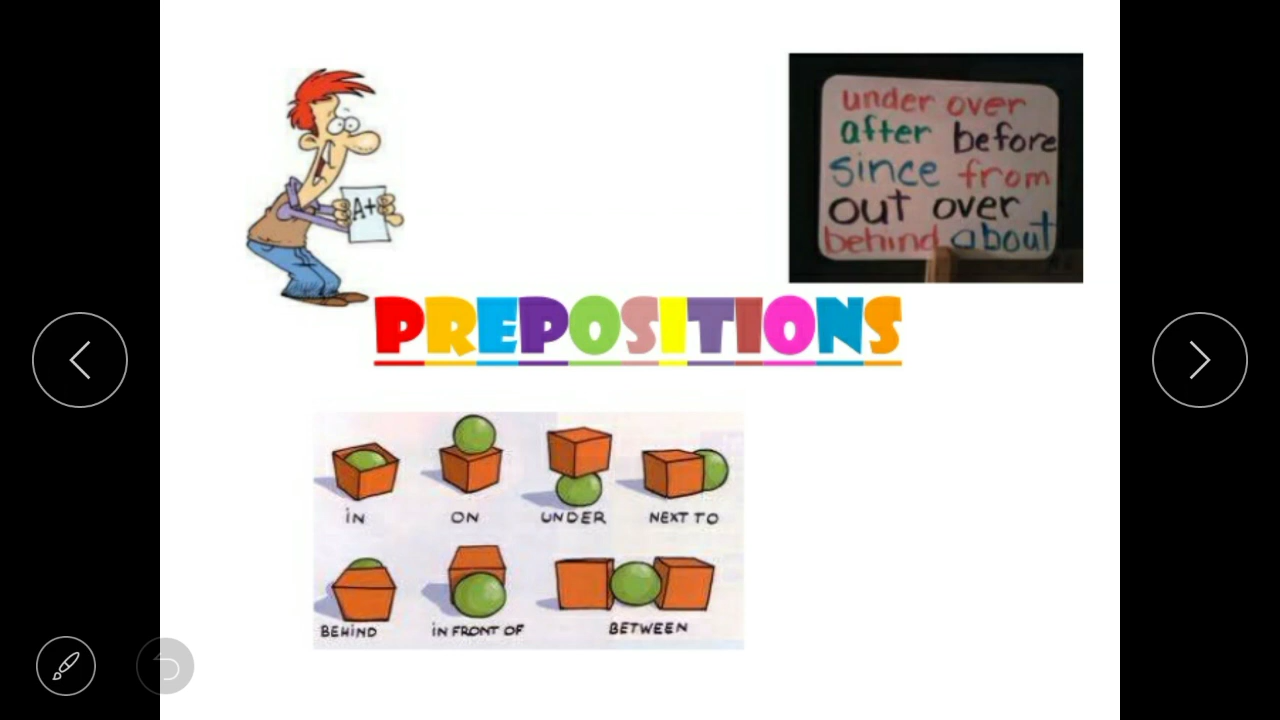 A+
under over
after before
since from
out over
behind about
PREPOSITIONS
iN ON UNDER NEXT TO
BEHiND iN FRONT OF BETWEEN